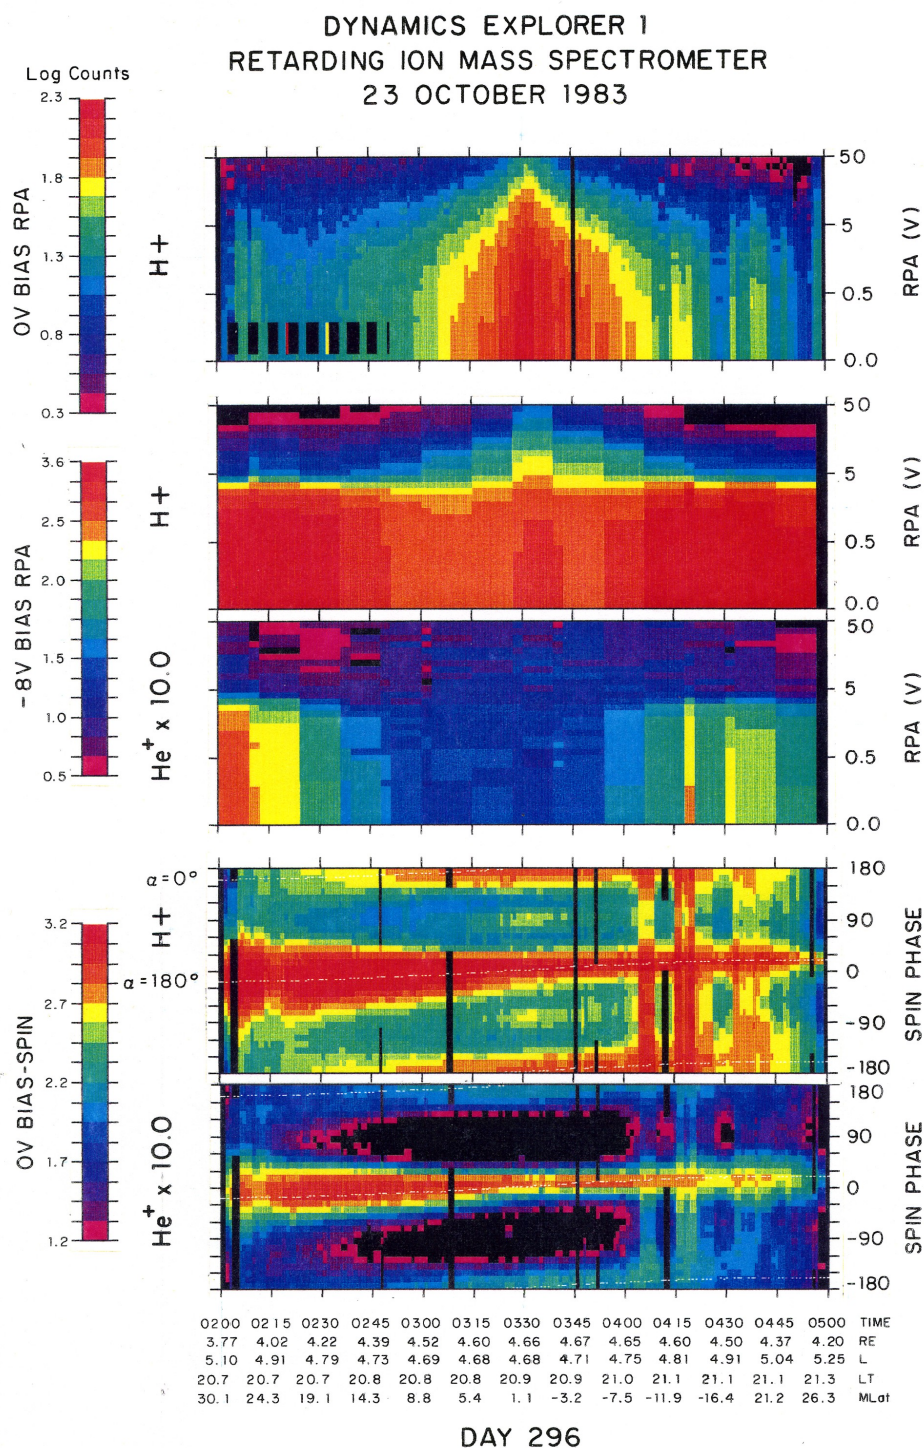 DYNAMICS EXPLORER 1
RETARDING ION MASS SPECTROMETER
23 OCTOBER 1983
Log Counts
2.3
1.8
1.3
0.8
0.3
OV BIAS RPA
H+
50
5
0.5
0.0
RPA (V)
3.6
2.5
2.0
1.5
1.0
0.5
-8V BIAS RPA
H+
50
5
0.5
0.0
RPA (V)
He+ x 10.0
50
5
0.5
0.0
RPA (V)
3.2
2.7
2.2
1.7
1.2
OV BIAS-SPIN
α=0°
H+
α=180°
180
90
0
-90
-180
SPIN PHASE
He+ x 10.0
180
90
0
-90
-180
SPIN PHASE
0200 0215 0230 0245 0300 0315 0330 0345 0400 0415 0430 0445 0500 TIME
3.77 4.02 4.22 4.39 4.52 4.60 4.66 4.67 4.65 4.60 4.50 4.37 4.20 RE
5.10 4.91 4.79 4.73 4.69 4.68 4.68 4.71 4.75 4.81 4.91 5.04 5.25 L
20.7 20.7 20.7 20.8 20.8 20.8 20.9 20.9 21.0 21.1 21.1 21.1 21.3 LT
30.1 24.3 19.1 14.3 8.8 5.4 1.1 -3.2 -7.5 -11.9 -16.4 21.2 26.3 MLat
DAY 296